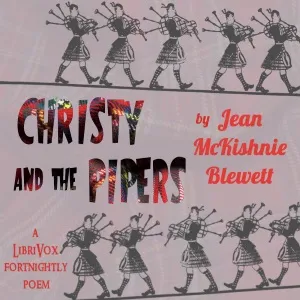 CHRISTY
AND THE PIPERS
by Jean
McKishnie
Blewett
A
LIBRIVOX
FORTNIGHTLY
POEM